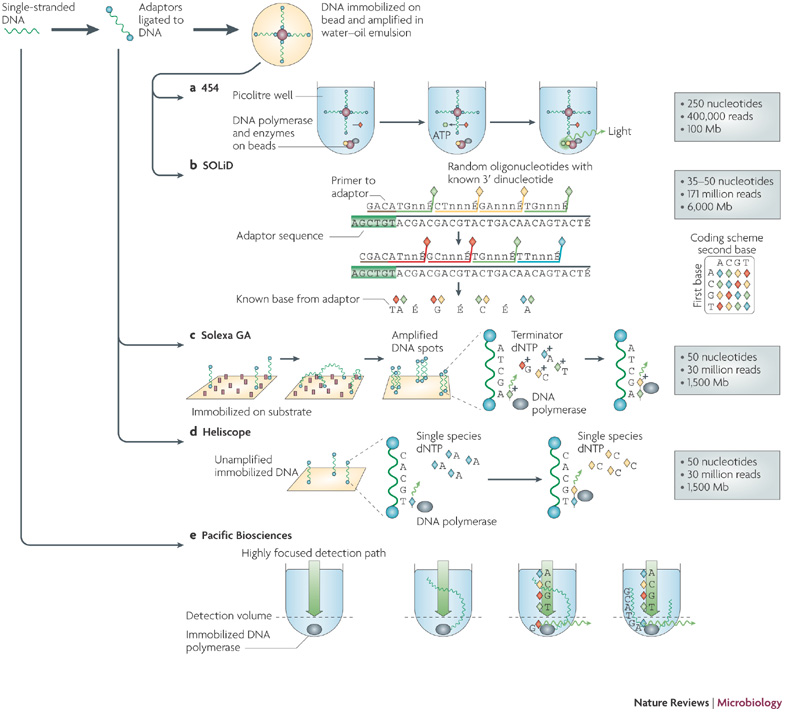 Single-stranded
DNA
Adaptors
ligated to
DNA
DNA immobilized on
bead and amplified in
water–oil emulsion
a 454
Picolitre well
DNA polymerase
and enzymes
on beads
ATP
Light
• 250 nucleotides
• 400,000 reads
• 100 Mb
b SOLiD
Random oligonucleotides with
known 3′ dinucleotide
Primer to
adaptor
GACATGnnÉCTnnnÉGAnnnÉTGnnnÉ
AGCTGTACGACGACGTACTGACAACAGTACTÉ
Adaptor sequence
CGACATnnÉGCnnnÉTGnnnÉTTnnnÉ
AGCTGTACGACGACGTACTGACAACAGTACTÉ
Known base from adaptor
TA É G É C É A
• 35–50 nucleotides
• 171 million reads
• 6,000 Mb
Coding scheme
second base
A C G T
First base
A
C
G
T
c Solexa GA
Immobilized on substrate
Amplified
DNA spots
A
T
C
G
A
Terminator
dNTP
+
G
+
A
+
C
+
T
+
DNA
polymerase
A
T
C
G
A
+
• 50 nucleotides
• 30 million reads
• 1,500 Mb
d Heliscope
Unamplified
immobilized DNA
C
A
C
G
T
Single species
dNTP
A A
A A
A
DNA polymerase
C
A
C
G
T
Single species
dNTP
C C
C C
C
• 50 nucleotides
• 30 million reads
• 1,500 Mb
e Pacific Biosciences
Highly focused detection path
Detection volume
Immobilized DNA
polymerase
A
C
G
T
G
A
C
G
T
A
Nature Reviews | Microbiology